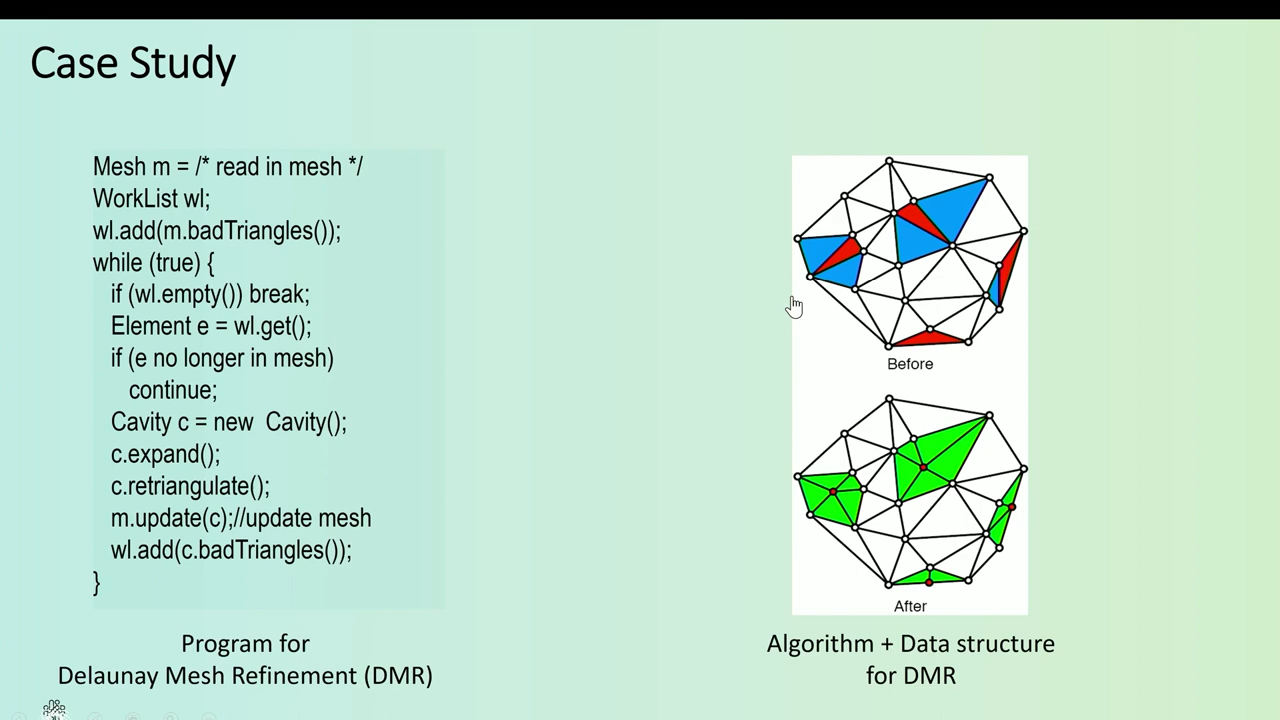 Case Study
Mesh m = /* read in mesh */
WorkList wl;
wl.add(m.badTriangles());
while (true) {
if (wl.empty()) break;
Element e = wl.get();
if (e no longer in mesh)
continue;
Cavity c = new Cavity();
c.expand();
c.retriangulate();
m.update(c);//update mesh
wl.add(c.badTriangles());
}
Program for
Delaunay Mesh Refinement (DMR)
Before
After
Algorithm + Data structure
for DMR